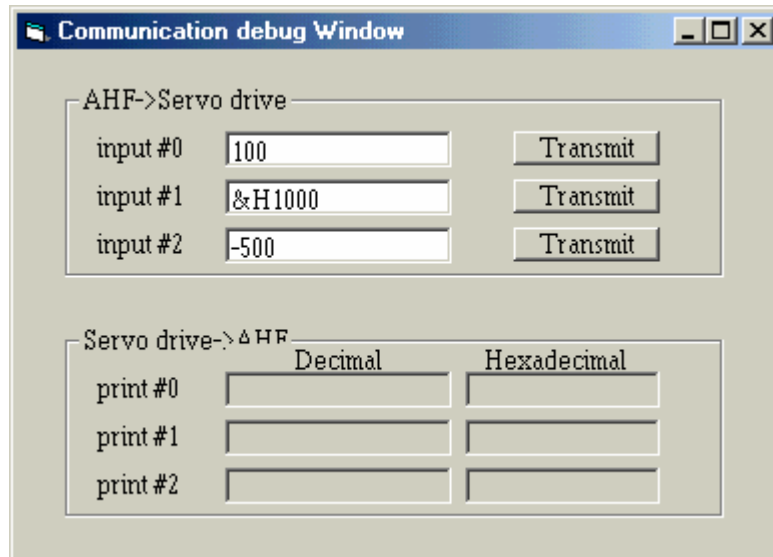 Communication debug Window
AHF->Servo drive
input #0 100 Transmit
input #1 &H1000 Transmit
input #2 -500 Transmit
Servo drive->AHF
Decimal Hexadecimal
print #0
print #1
print #2